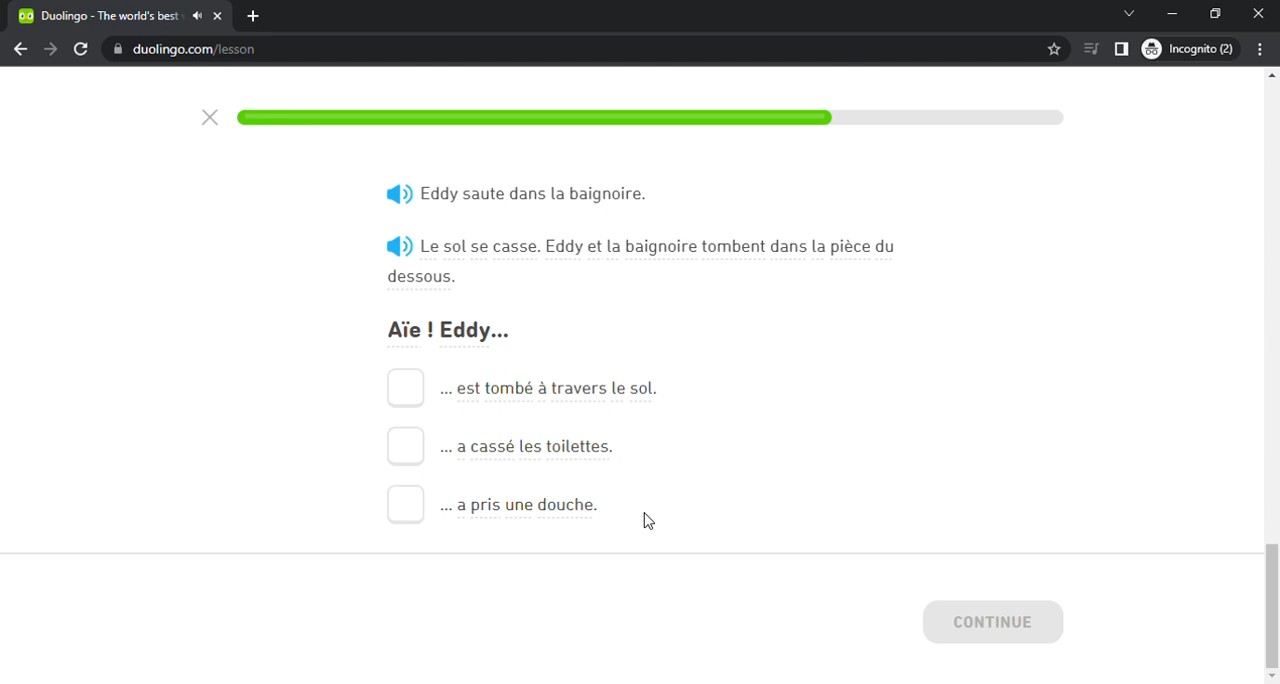 Duolingo - The world's best
duolingo.com/lesson
Incognito (2)
Eddy saute dans la baignoire.
Le sol se casse. Eddy et la baignoire tombent dans la pièce du
dessous.
Aïe ! Eddy...
... est tombé à travers le sol.
... a cassé les toilettes.
... a pris une douche.
CONTINUE